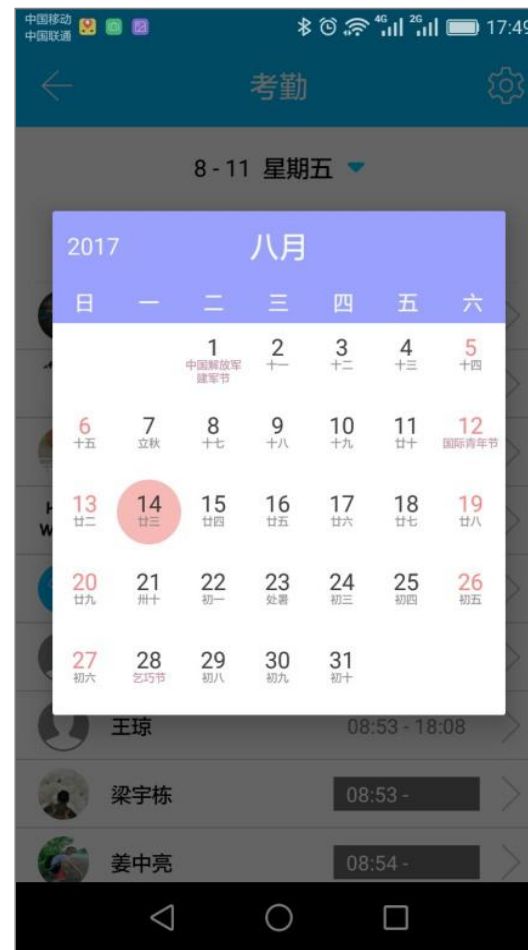 中国移动
中国联通
4G 2G 17:49
考勤
8 - 11 星期五
2017 八月
日 一 二 三 四 五 六
1 2 3 4 5
中国解放军建军节 十一 十二 十三 十四
6 7 8 9 10 11 12
十五 立秋 十七 十八 十九 廿十 国际青年节
13 14 15 16 17 18 19
廿二 廿三 廿四 廿五 廿六 廿七 廿八
20 21 22 23 24 25 26
廿九 卅十 初一 处暑 初三 初四 初五
27 28 29 30 31
初六 乞巧节 初八 初九 初十
王琼 08:53 - 18:08
梁宇栋 08:53 -
姜中亮 08:54 -